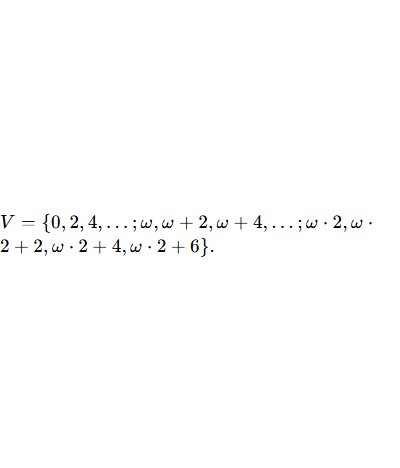 V = {0, 2, 4, …; ω, ω + 2, ω + 4, …; ω · 2, ω ·
2 + 2, ω · 2 + 4, ω · 2 + 6}.